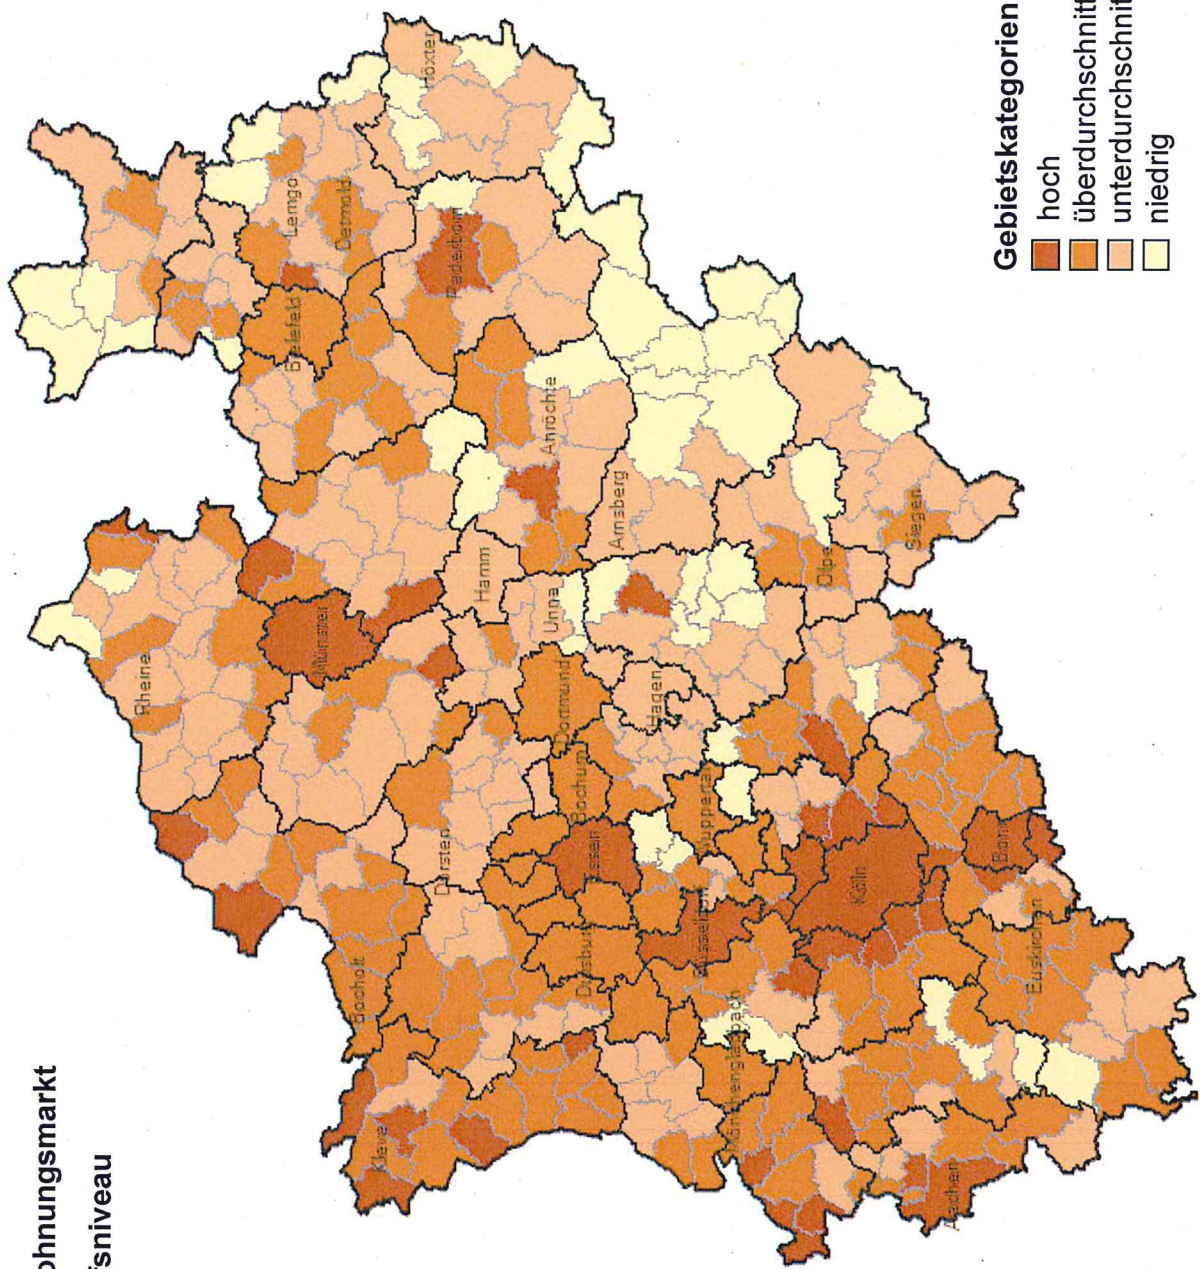 ohnungsmarkt
fsniveau
Rheine
Münster
Bocholt
Kleve
Dorsten
Hamm
Unna
Dortmund
Bochum
Essen
Duisburg
Hagen
Wuppertal
Düsseldorf
Mönchengladbach
Köln
Bonn
Euskirchen
Aachen
Bielefeld
Lemgo
Detmold
Höxter
Paderborn
Anröchte
Arnsberg
Olpe
Siegen
Gebietskategorien
hoch
überdurchschnitt
unterdurchschnit
niedrig